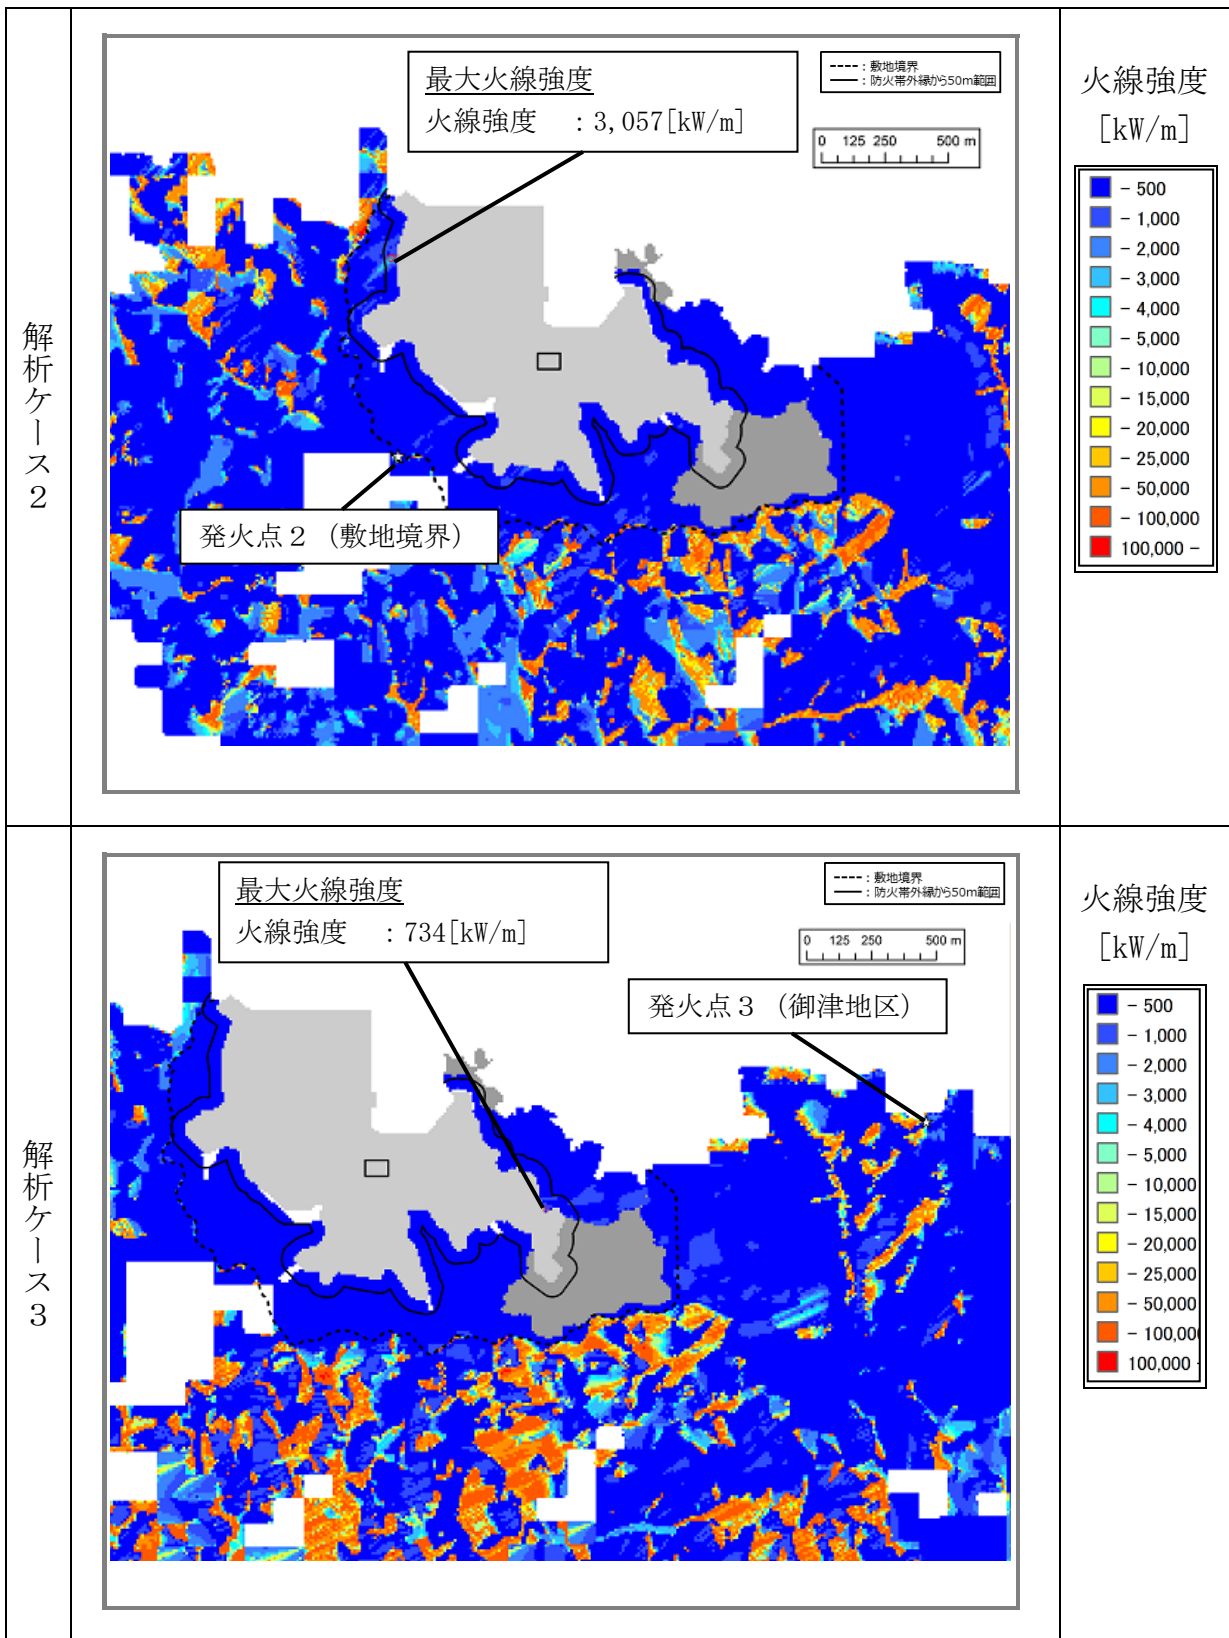 解析ケース２
最大火線強度
火線強度　：3,057[kW/m]
----：敷地境界
―：防火帯外縁から50m範囲
0 125 250 500 m
発火点２（敷地境界）
火線強度
[kW/m]
- 500
- 1,000
- 2,000
- 3,000
- 4,000
- 5,000
- 10,000
- 15,000
- 20,000
- 25,000
- 50,000
- 100,000
100,000 -
解析ケース３
最大火線強度
火線強度　：734[kW/m]
----：敷地境界
―：防火帯外縁から50m範囲
0 125 250 500 m
発火点３（御津地区）
火線強度
[kW/m]
- 500
- 1,000
- 2,000
- 3,000
- 4,000
- 5,000
- 10,000
- 15,000
- 20,000
- 25,000
- 50,000
- 100,00
100,000 -